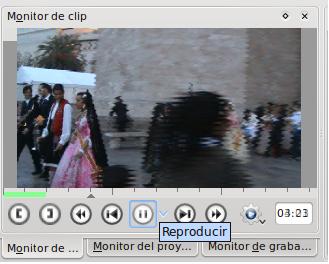 Monitor de clip
03:23
Reproducir
Monitor de ...
Monitor del proy...
Monitor de graba...